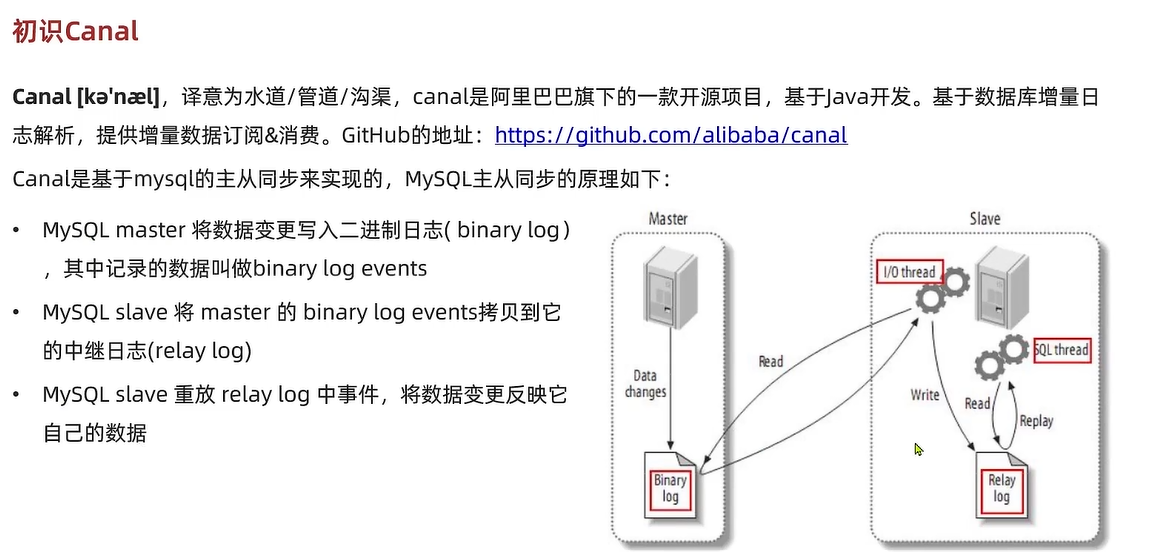 初识Canal
Canal [kə'næl]，译意为水道/管道/沟渠，canal是阿里巴巴旗下的一款开源项目，基于Java开发。基于数据库增量日
志解析，提供增量数据订阅&消费。GitHub的地址：https://github.com/alibaba/canal
Canal是基于mysql的主从同步来实现的，MySQL主从同步的原理如下：
• MySQL master 将数据变更写入二进制日志( binary log）
，其中记录的数据叫做binary log events
• MySQL slave 将 master 的 binary log events拷贝到它
的中继日志(relay log)
• MySQL slave 重放 relay log 中事件，将数据变更反映它
自己的数据
Master
Data
changes
Binary
log
Read
Slave
I/O thread
SQL thread
Write
Read
Replay
Relay
log